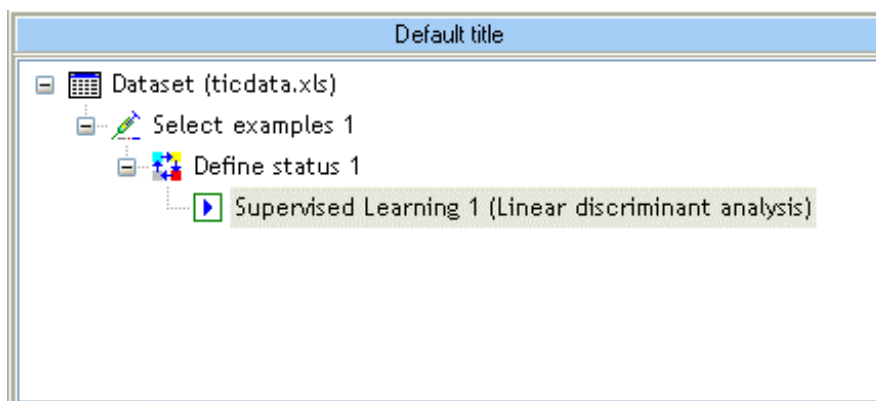 Default title
Dataset (ticdata.xls)
Select examples 1
Define status 1
Supervised Learning 1 (Linear discriminant analysis)